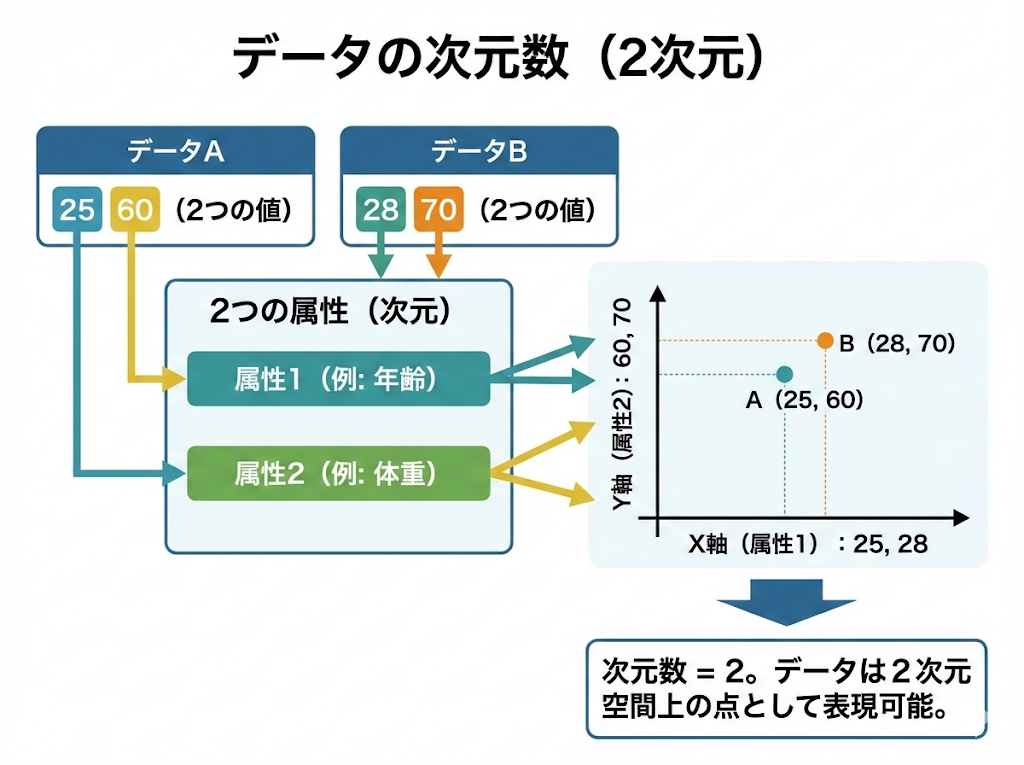 データの次元数（2次元）
データA
25 60 （2つの値）
データB
28 70 （2つの値）
2つの属性（次元）
属性1（例: 年齢）
属性2（例: 体重）
Y軸（属性2）: 60, 70
B（28, 70）
A（25, 60）
X軸（属性1）：25, 28
次元数 = 2。データは２次元
空間上の点として表現可能。